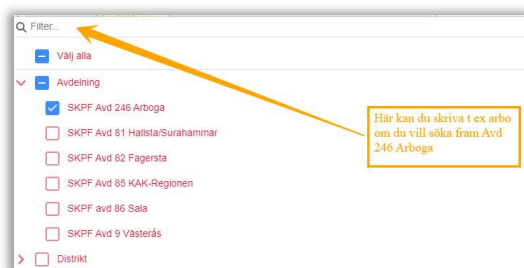 Filter...
Välj alla
Avdelning
SKPF Avd 246 Arboga
SKPF Avd 81 Hallsta/Surahammar
SKPF Avd 82 Fagersta
SKPF Avd 85 KAK-Regionen
SKPF avd 86 Sala
SKPF Avd 9 Västerås
Distrikt
Här kan du skriva t ex arbo
om du vill söka fram Avd
246 Arboga